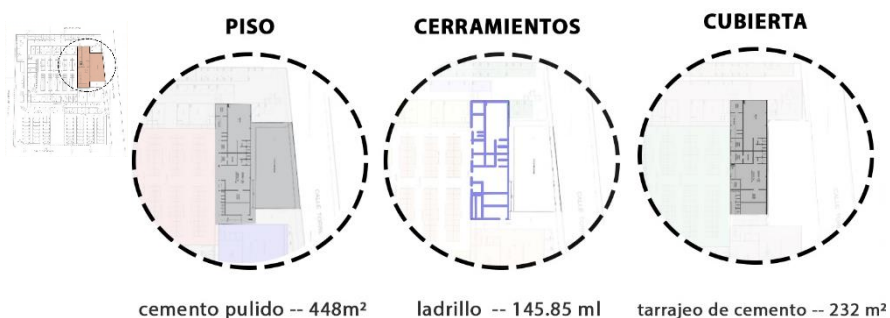 PISO
CERRAMIENTOS
CUBIERTA
cemento pulido -- 448m²
ladrillo -- 145.85 ml
tarrajeo de cemento -- 232 m²